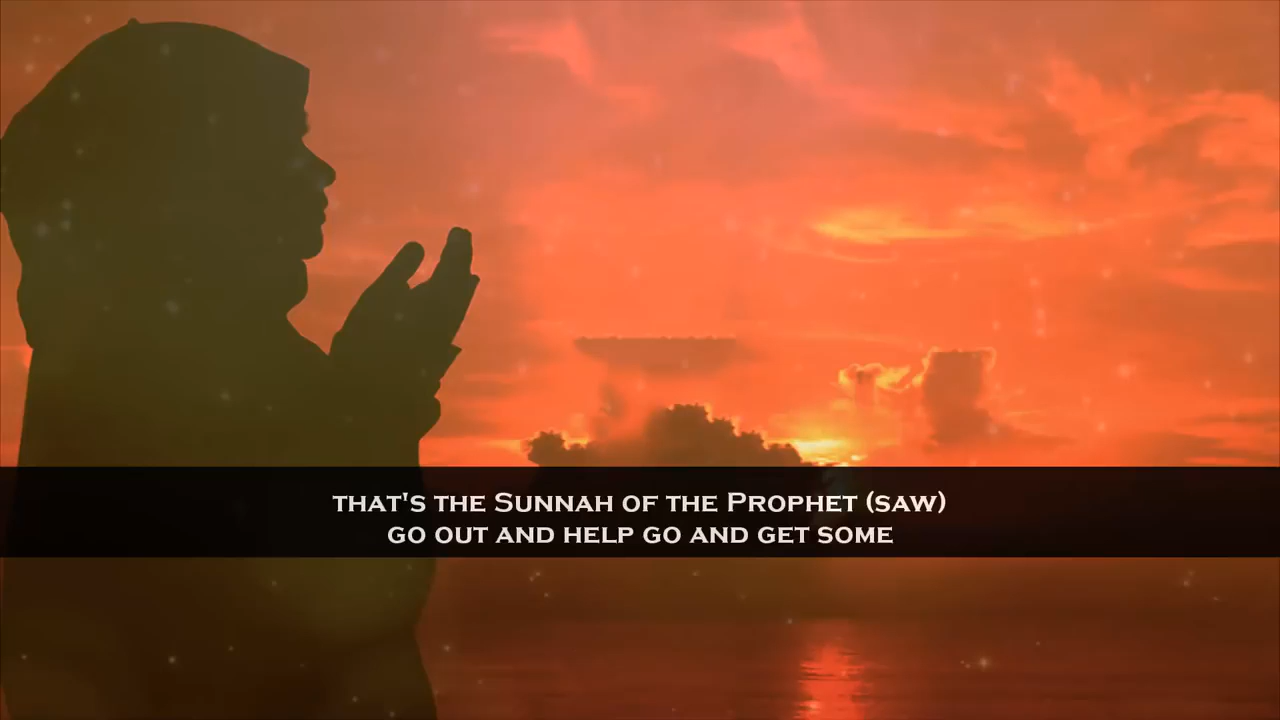 THAT'S THE SUNNAH OF THE PROPHET (SAW)
GO OUT AND HELP GO AND GET SOME